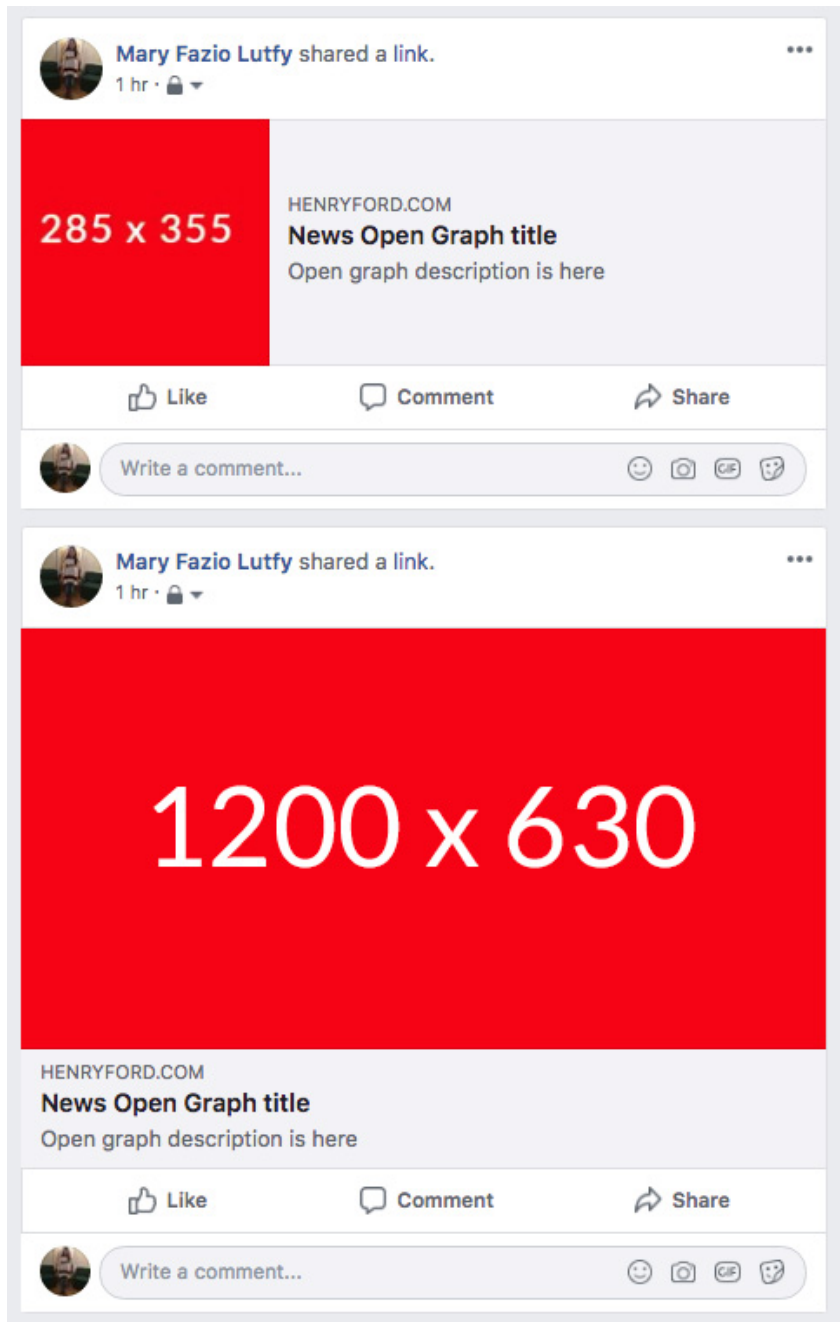 Mary Fazio Lutfy shared a link.
1 hr ·
285 x 355
HENRYFORD.COM
News Open Graph title
Open graph description is here
Like Comment Share
Write a comment...
GIF
Mary Fazio Lutfy shared a link.
1 hr ·
1200 x 630
HENRYFORD.COM
News Open Graph title
Open graph description is here
Like Comment Share
Write a comment...
GIF